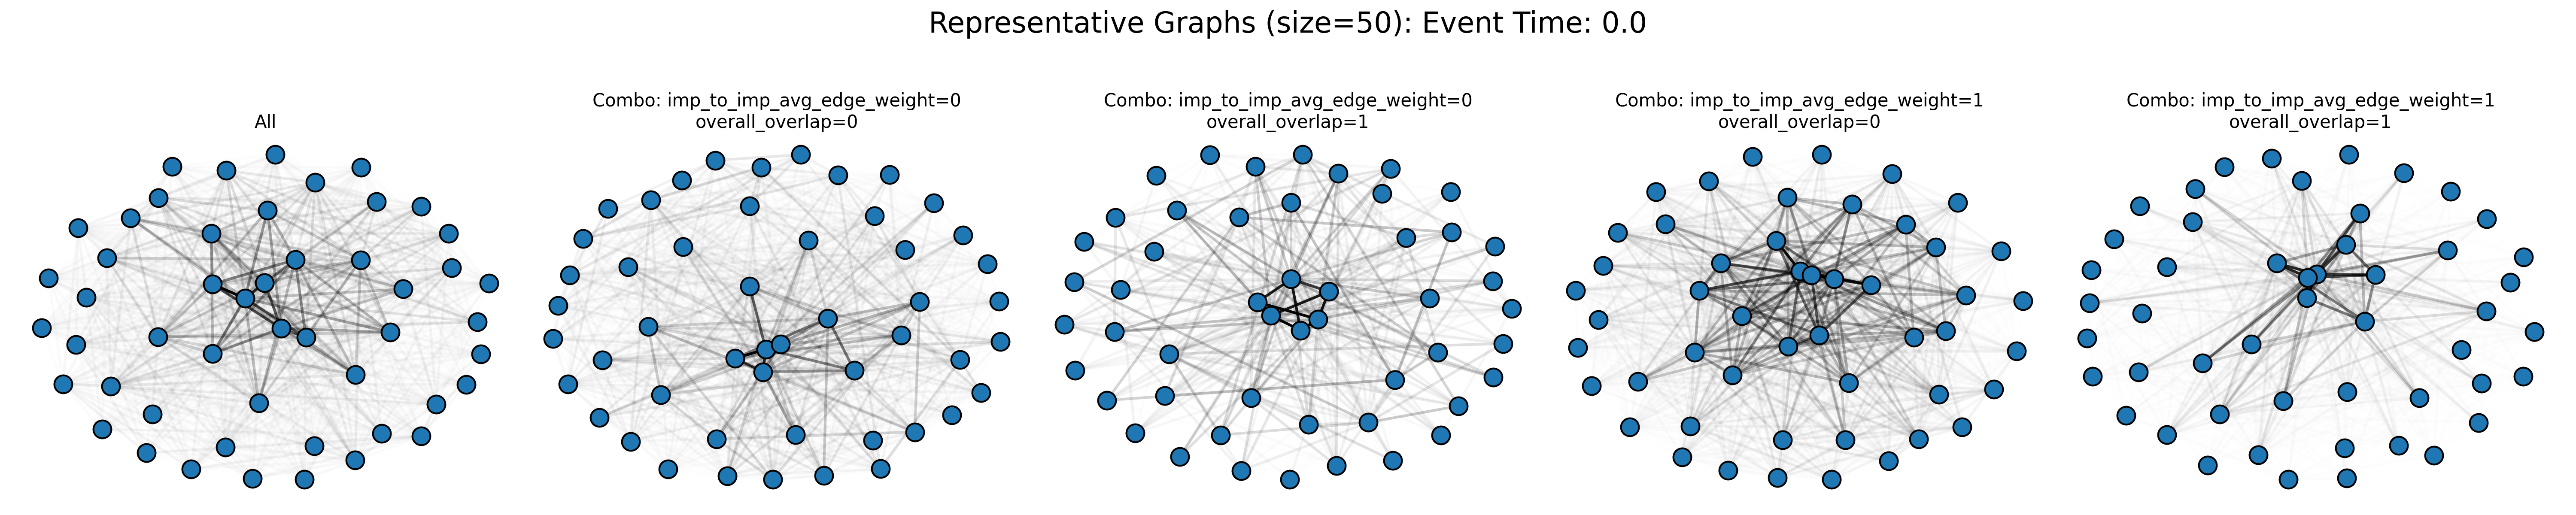 Representative Graphs (size=50): Event Time: 0.0
All
Combo: imp_to_imp_avg_edge_weight=0
overall_overlap=0
Combo: imp_to_imp_avg_edge_weight=0
overall_overlap=1
Combo: imp_to_imp_avg_edge_weight=1
overall_overlap=0
Combo: imp_to_imp_avg_edge_weight=1
overall_overlap=1